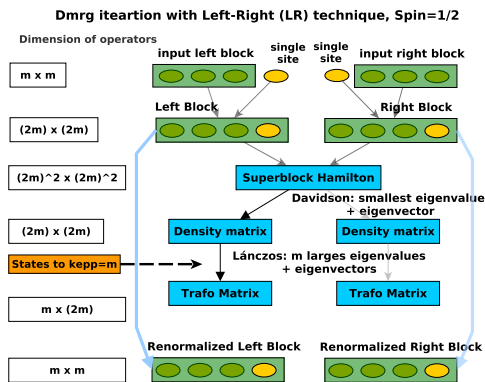 Dmrg iteartion with Left-Right (LR) technique, Spin=1/2
Dimension of operators
input left block
single
site
single
site
input right block
m x m
Left Block
Right Block
(2m) x (2m)
(2m)^2 x (2m)^2
Superblock Hamilton
Davidson: smallest eigenvalue
+ eigenvector
(2m) x (2m)
Density matrix
Density matrix
States to kepp=m
Lánczos: m larges eigenvalues
+ eigenvectors
Trafo Matrix
Trafo Matrix
m x (2m)
Renormalized Left Block
Renormalized Right Block
m x m